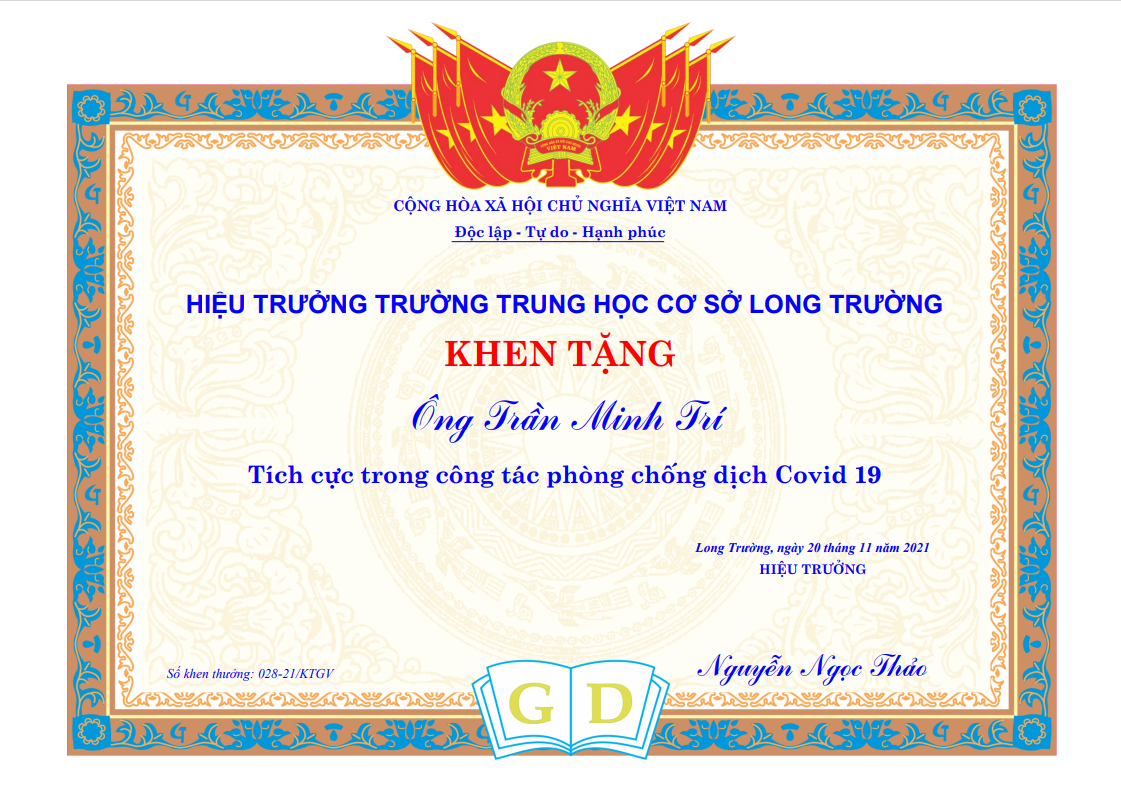 CỘNG HÒA XÃ HỘI CHỦ NGHĨA VIỆT NAM
Độc lập - Tự do - Hạnh phúc
HIỆU TRƯỞNG TRƯỜNG TRUNG HỌC CƠ SỞ LONG TRƯỜNG
KHEN TẶNG
Ông Trần Minh Trí
Tích cực trong công tác phòng chống dịch Covid 19
Long Trường, ngày 20 tháng 11 năm 2021
HIỆU TRƯỞNG
Số khen thưởng: 028-21/KTGV
Nguyễn Ngọc Thảo
G D